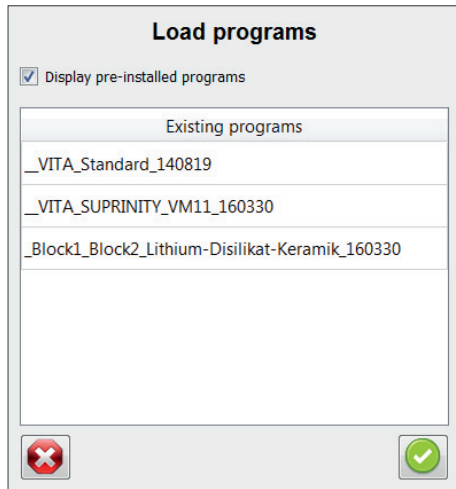 Load programs
Display pre-installed programs
Existing programs
__VITA_Standard_140819
__VITA_SUPRINITY_VM11_160330
_Block1_Block2_Lithium-Disilikat-Keramik_160330